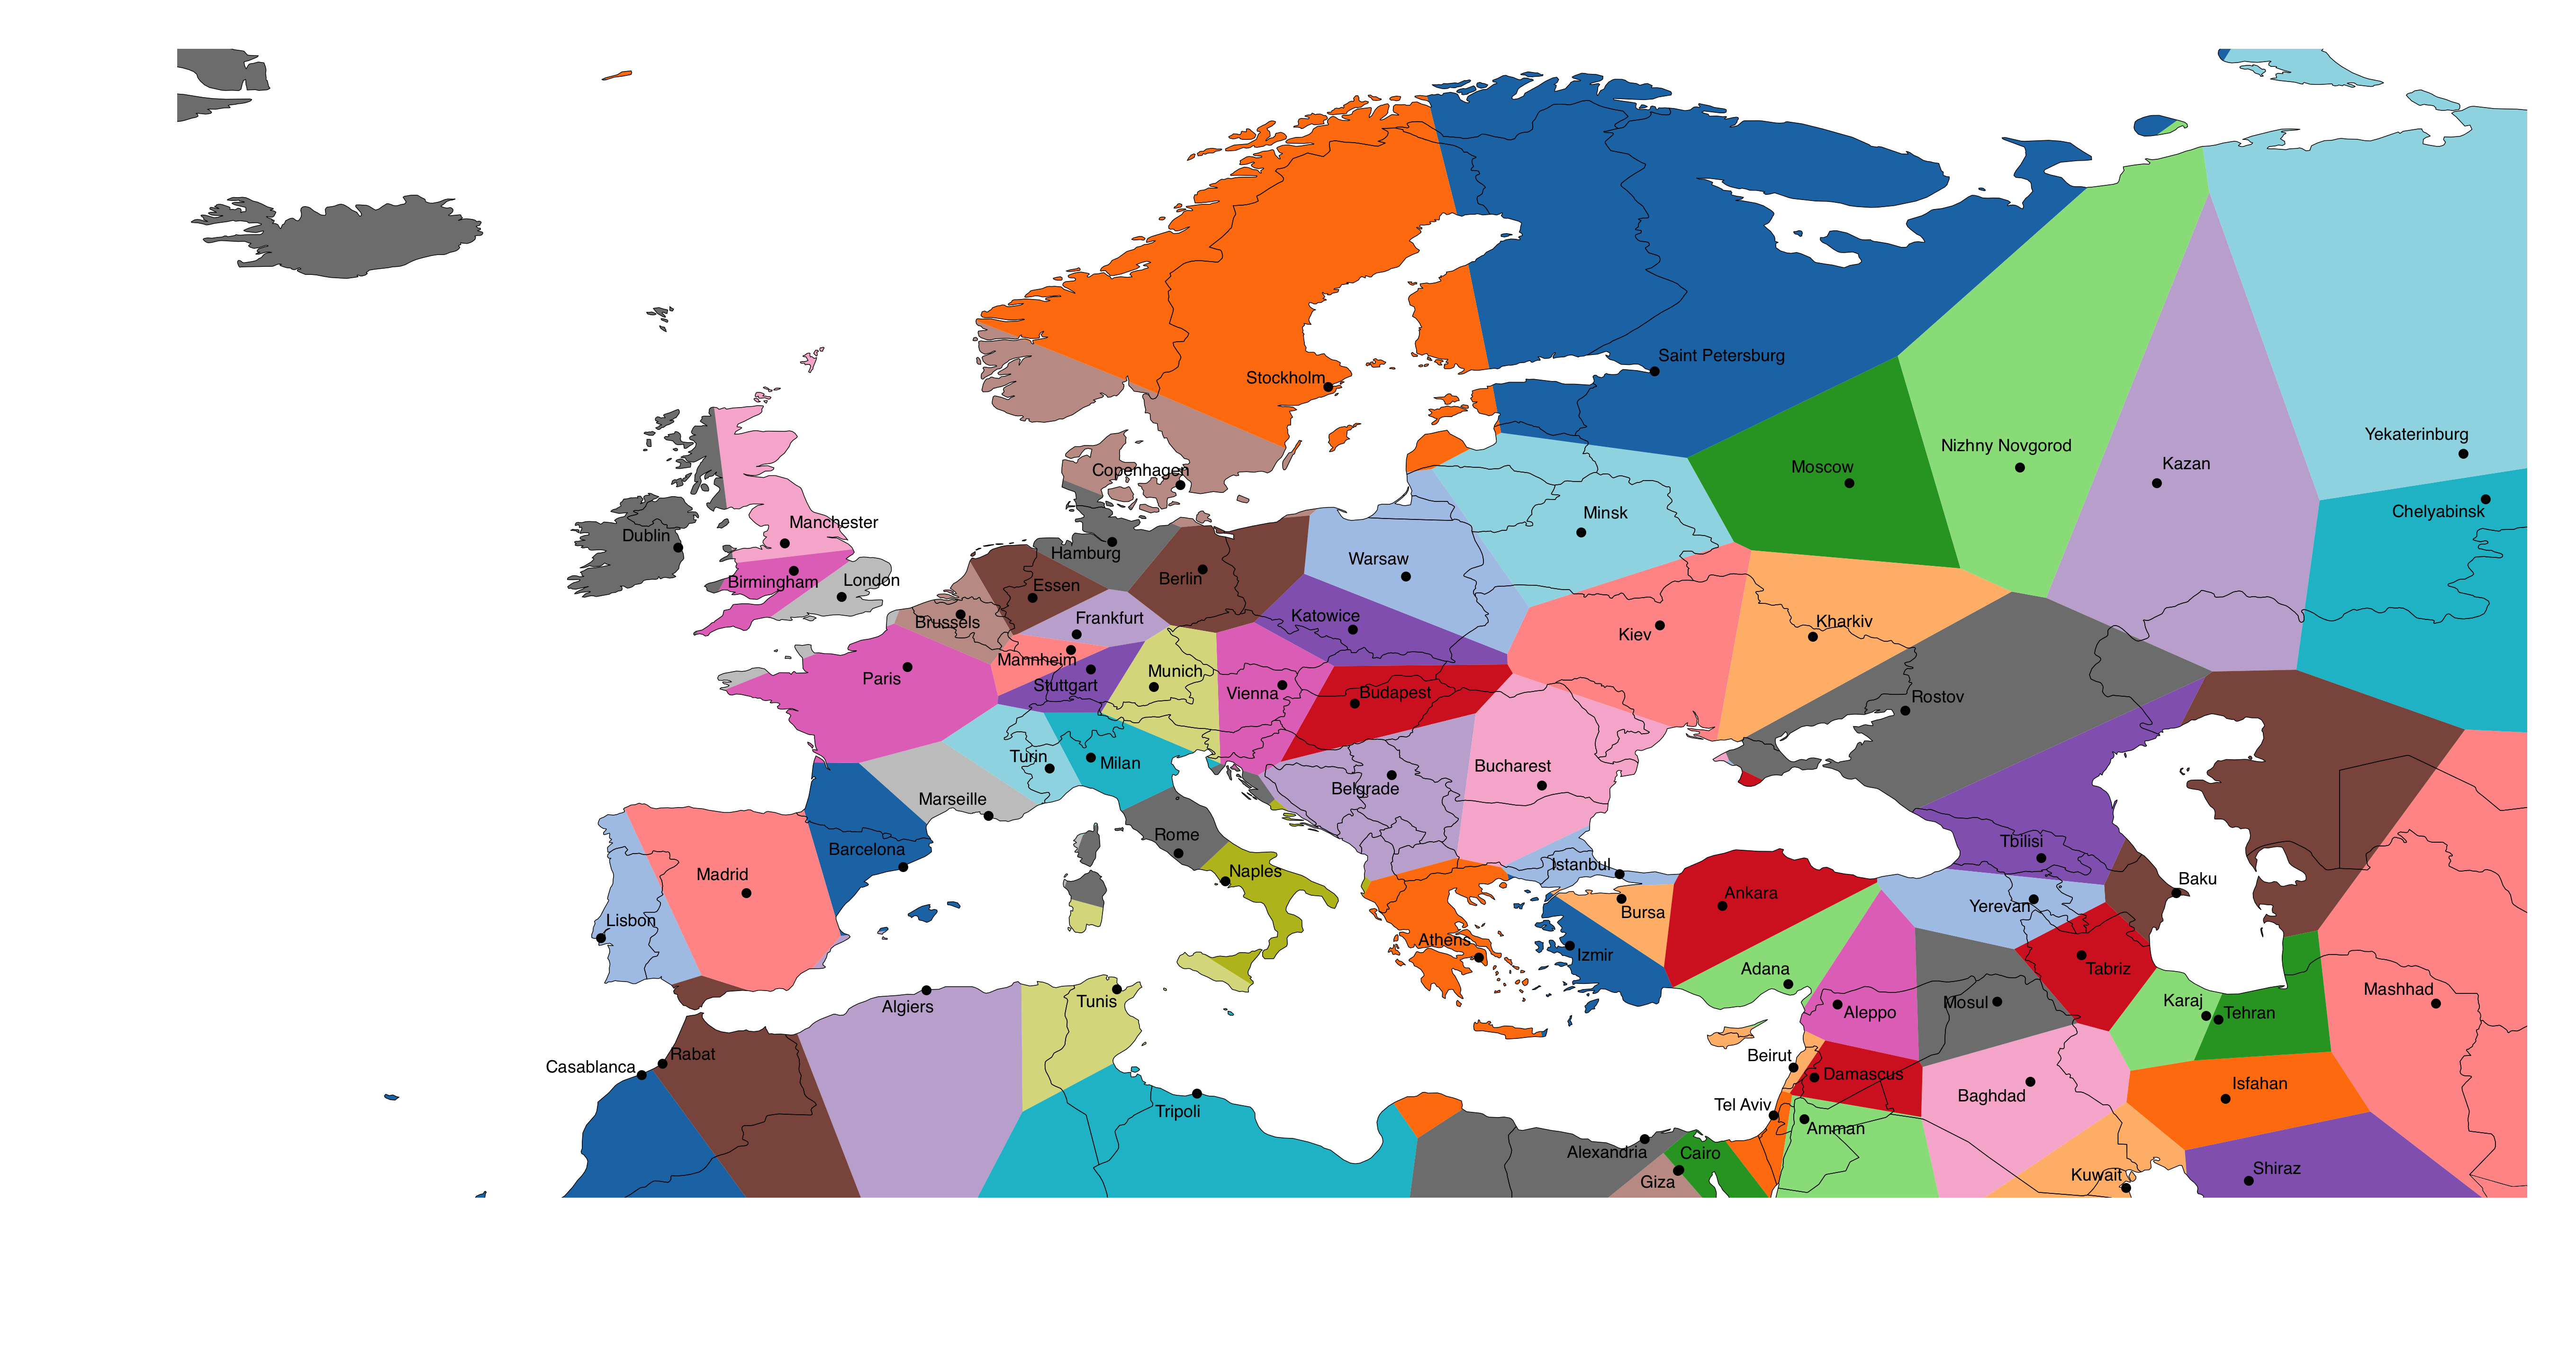 Saint Petersburg
Stockholm
Yekaterinburg
Nizhny Novgorod
Moscow
Kazan
Copenhagen
Chelyabinsk
Minsk
Manchester
Dublin
Hamburg
Warsaw
Birmingham
London
Essen
Berlin
Frankfurt
Katowice
Brussels
Kharkiv
Kiev
Mannheim
Munich
Paris
Stuttgart
Vienna
Budapest
Rostov
Turin
Milan
Bucharest
Belgrade
Marseille
Rome
Tbilisi
Barcelona
Istanbul
Madrid
Naples
Baku
Ankara
Yerevan
Bursa
Lisbon
Athens
Izmir
Adana
Tabriz
Mashhad
Tunis
Karaj
Mosul
Algiers
Aleppo
Tehran
Rabat
Beirut
Casablanca
Damascus
Isfahan
Baghdad
Tel Aviv
Tripoli
Amman
Alexandria
Cairo
Shiraz
Kuwait
Giza